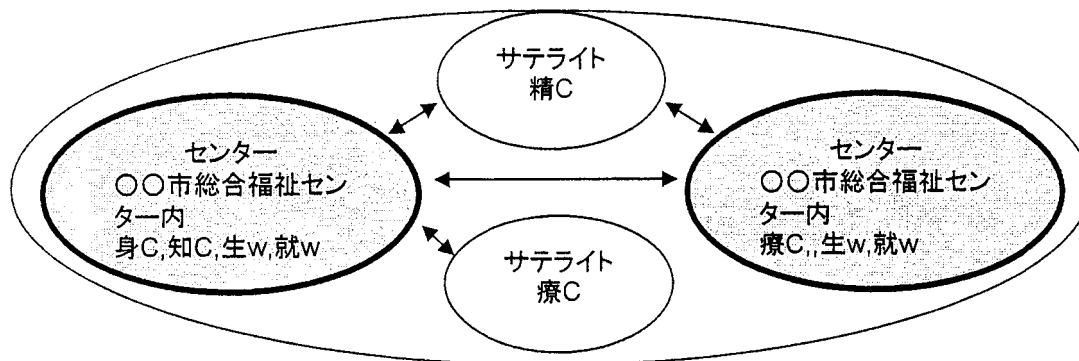 サテライト
精C
センター
○○市総合福祉セン
ター内
身C,知C,生w,就w
センター
○○市総合福祉セン
ター内
療C,,生w,就w
サテライト
療C